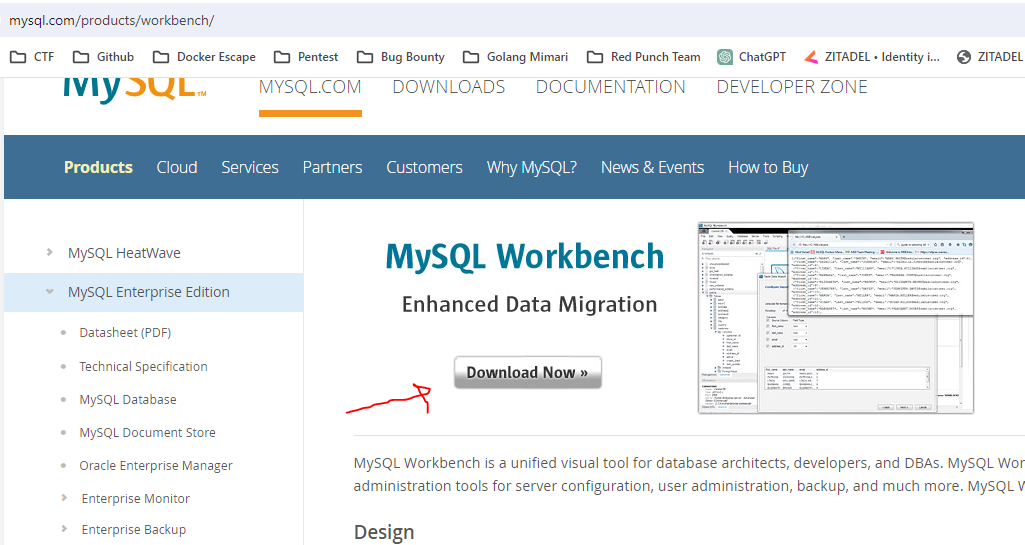 mysql.com/products/workbench/
CTF Github Docker Escape Pentest Bug Bounty Golang Mimari Red Punch Team ChatGPT ZITADEL • Identity i... ZITADEL
MySQL™ MYSQL.COM DOWNLOADS DOCUMENTATION DEVELOPER ZONE
Products Cloud Services Partners Customers Why MySQL? News & Events How to Buy
MySQL HeatWave
MySQL Enterprise Edition
Datasheet (PDF)
Technical Specification
MySQL Database
MySQL Document Store
Oracle Enterprise Manager
Enterprise Monitor
Enterprise Backup
MySQL Workbench
Enhanced Data Migration
Download Now »
MySQL Workbench is a unified visual tool for database architects, developers, and DBAs. MySQL Wor
administration tools for server configuration, user administration, backup, and much more. MySQL W
Design